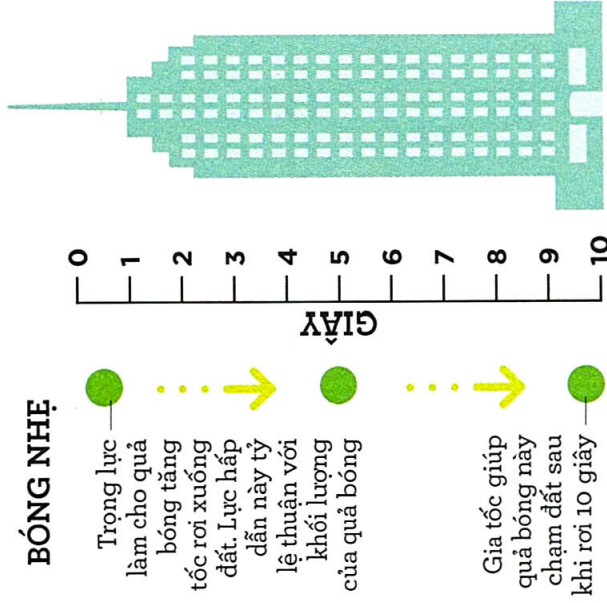 BÓNG NHẸ
Trọng lực
làm cho quả
bóng tăng
tốc rơi xuống
đất. Lực hấp
dẫn này tỷ
lệ thuận với
khối lượng
của quả bóng
Gia tốc giúp
quả bóng này
chạm đất sau
khi rơi 10 giây
GIÂY
0
1
2
3
4
5
6
7
8
9
10